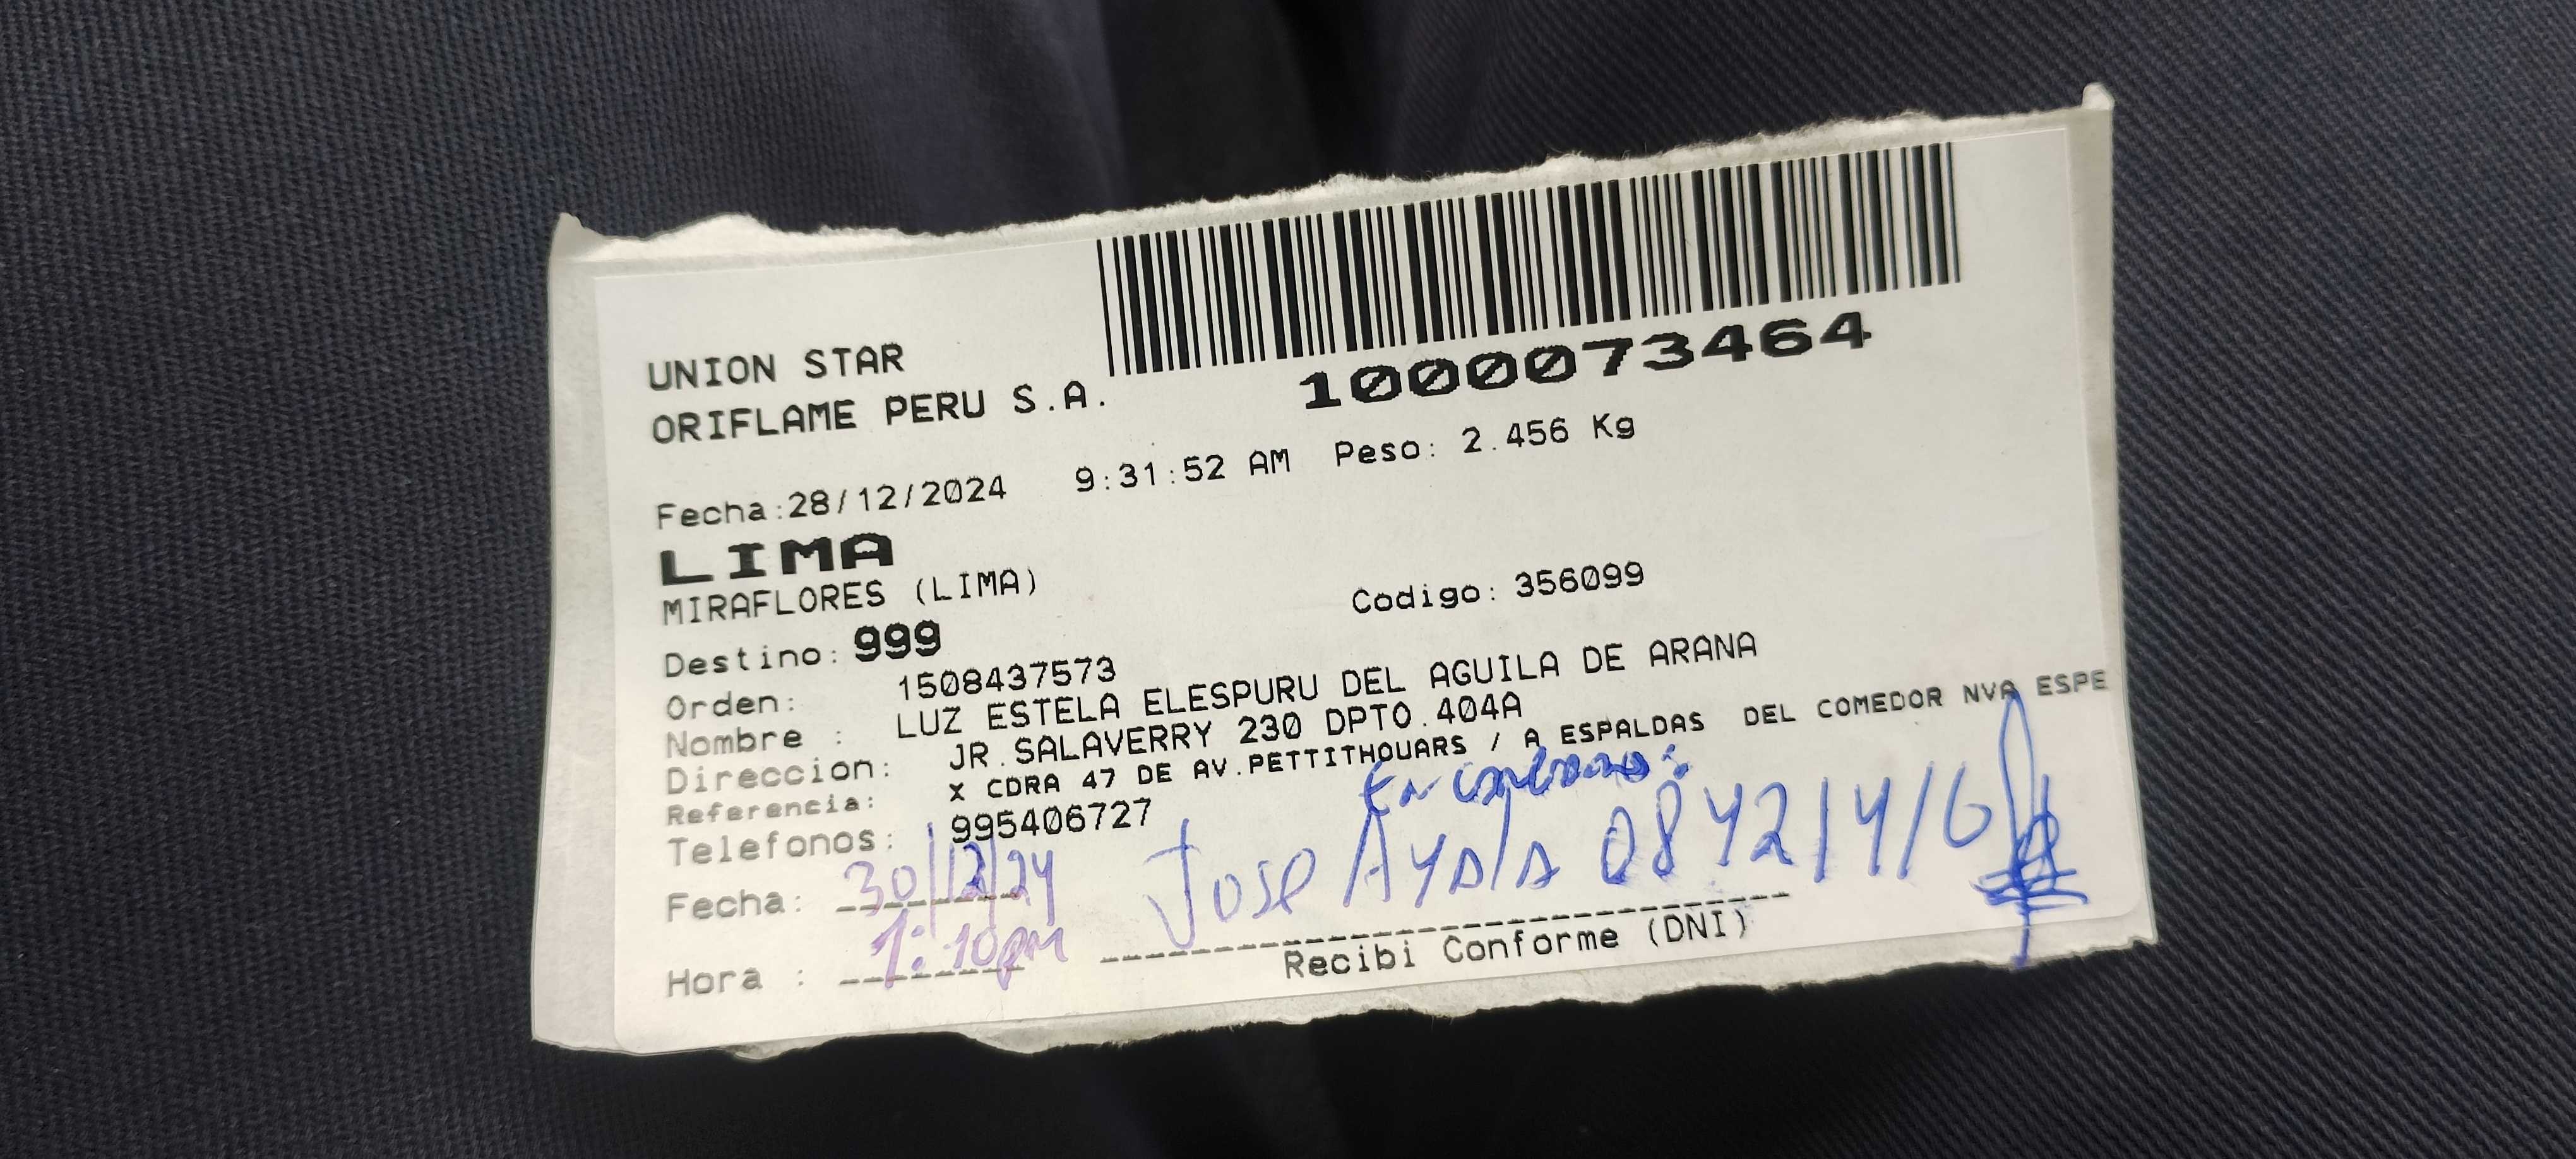 1000073464
UNION STAR
ORIFLAME PERU S.A.
Fecha:28/12/2024 9:31:52 AM Peso: 2.456 Kg
LIMA
MIRAFLORES (LIMA)
Destino: 999 Codigo: 356099
Orden: 1508437573
Nombre : LUZ ESTELA ELESPURU DEL AGUILA DE ARANA
Direccion: JR.SALAVERRY 230 DPTO.404A
Referencia: X CDRA 47 DE AV.PETTITHOUARS / A ESPALDAS DEL COMEDOR NVA ESPE
Telefonos: 995406727
En
Fecha: 30/12/24 Jose Ayala 08421416
Hora : 1:10pm
Recibi Conforme (DNI)